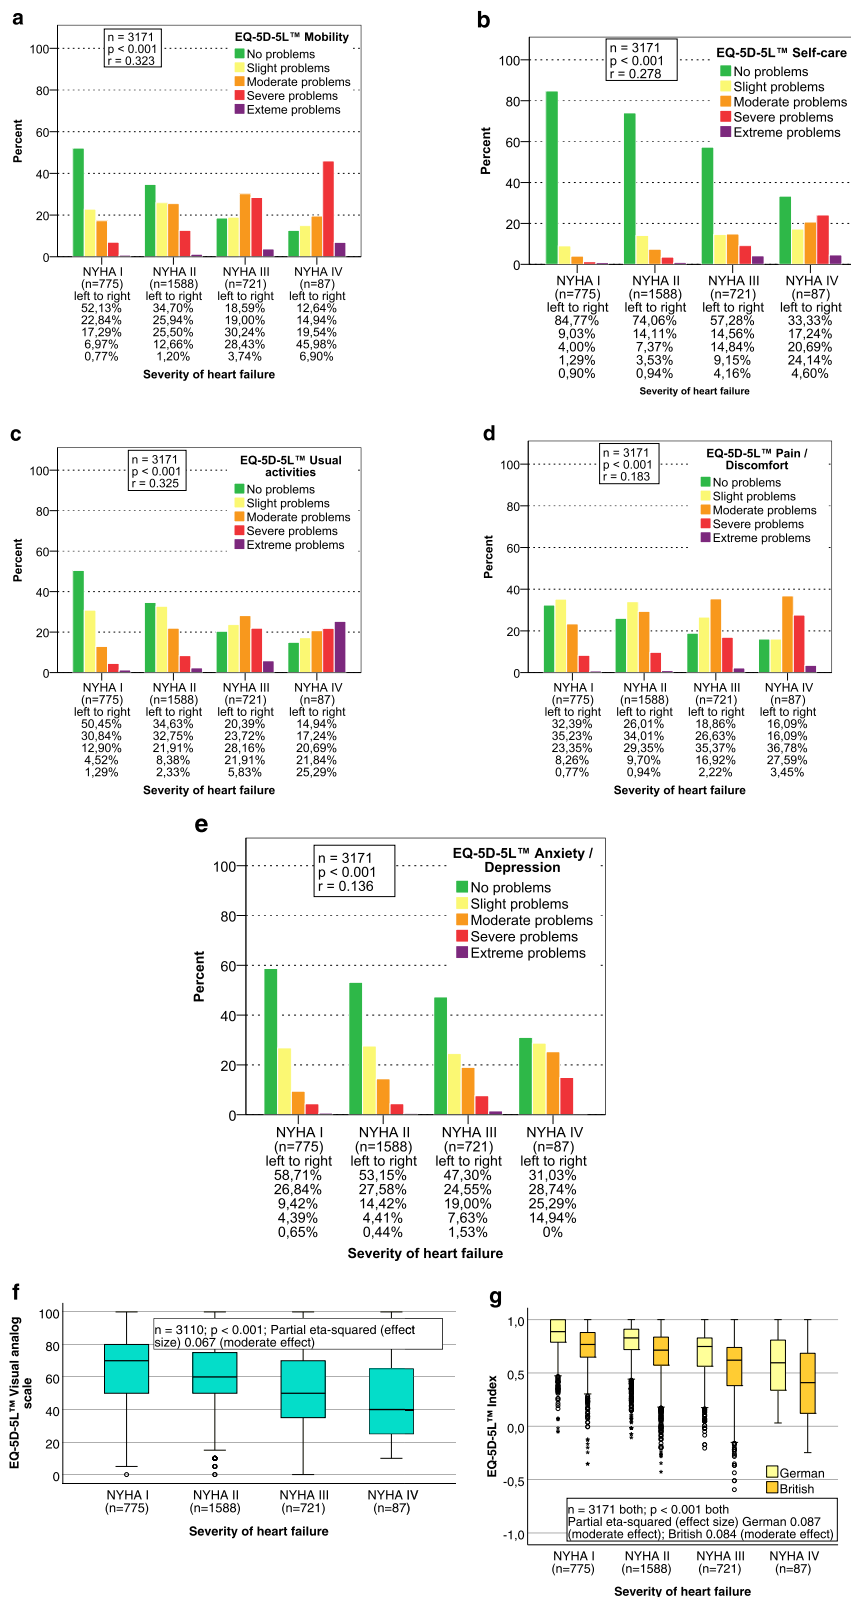 a
n = 3171
p < 0.001
r = 0.323
EQ-5D-5L™ Mobility
No problems
Slight problems
Moderate problems
Severe problems
Exteme problems
Percent
100
80
60
40
20
0
NYHA I NYHA II NYHA III NYHA IV
(n=775) (n=1588) (n=721) (n=87)
left to right left to right left to right left to right
52,13% 34,70% 18,59% 12,64%
22,84% 25,94% 19,00% 14,94%
17,29% 25,50% 30,24% 19,54%
6,97% 12,66% 28,43% 45,98%
0,77% 1,20% 3,74% 6,90%
Severity of heart failure
b
n = 3171
p < 0.001
r = 0.278
EQ-5D-5L™ Self-care
No problems
Slight problems
Moderate problems
Severe problems
Extreme problems
Percent
100
80
60
40
20
0
NYHA I NYHA II NYHA III NYHA IV
(n=775) (n=1588) (n=721) (n=87)
left to right left to right left to right left to right
84,77% 74,06% 57,28% 33,33%
9,03% 14,11% 14,56% 17,24%
4,00% 7,37% 14,84% 20,69%
1,29% 3,53% 9,15% 24,14%
0,90% 0,94% 4,16% 4,60%
Severity of heart failure
c
n = 3171
p < 0.001
r = 0.325
EQ-5D-5L™ Usual
activities
No problems
Slight problems
Moderate problems
Severe problems
Extreme problems
Percent
100
80
60
40
20
0
NYHA I NYHA II NYHA III NYHA IV
(n=775) (n=1588) (n=721) (n=87)
left to right left to right left to right left to right
50,45% 34,63% 20,39% 14,94%
30,84% 32,75% 23,72% 17,24%
12,90% 21,91% 28,16% 20,69%
4,52% 8,38% 21,91% 21,84%
1,29% 2,33% 5,83% 25,29%
Severity of heart failure
d
n = 3171
p < 0.001
r = 0.183
EQ-5D-5L™ Pain /
Discomfort
No problems
Slight problems
Moderate problems
Severe problems
Extreme problems
Percent
100
80
60
40
20
0
NYHA I NYHA II NYHA III NYHA IV
(n=775) (n=1588) (n=721) (n=87)
left to right left to right left to right left to right
32,39% 26,01% 18,86% 16,09%
35,23% 34,01% 26,63% 16,09%
23,35% 29,35% 35,37% 36,78%
8,26% 9,70% 16,92% 27,59%
0,77% 0,94% 2,22% 3,45%
Severity of heart failure
e
n = 3171
p < 0.001
r = 0.136
EQ-5D-5L™ Anxiety /
Depression
No problems
Slight problems
Moderate problems
Severe problems
Extreme problems
Percent
100
80
60
40
20
0
NYHA I NYHA II NYHA III NYHA IV
(n=775) (n=1588) (n=721) (n=87)
left to right left to right left to right left to right
58,71% 53,15% 47,30% 31,03%
26,84% 27,58% 24,55% 28,74%
9,42% 14,42% 19,00% 25,29%
4,39% 4,41% 7,63% 14,94%
0,65% 0,44% 1,53% 0%
Severity of heart failure
f
n = 3110; p < 0.001; Partial eta-squared (effect
size) 0.067 (moderate effect)
EQ-5D-5L™ Visual analog
scale
100
80
60
40
20
0
NYHA I NYHA II NYHA III NYHA IV
(n=775) (n=1588) (n=721) (n=87)
Severity of heart failure
g
EQ-5D-5L™ Index
1,0
0,5
0,0
-0,5
-1,0
German
British
n = 3171 both; p < 0.001 both
Partial eta-squared (effect size) German 0.087
(moderate effect); British 0.084 (moderate effect)
NYHA I NYHA II NYHA III NYHA IV
(n=775) (n=1588) (n=721) (n=87)
Severity of heart failure